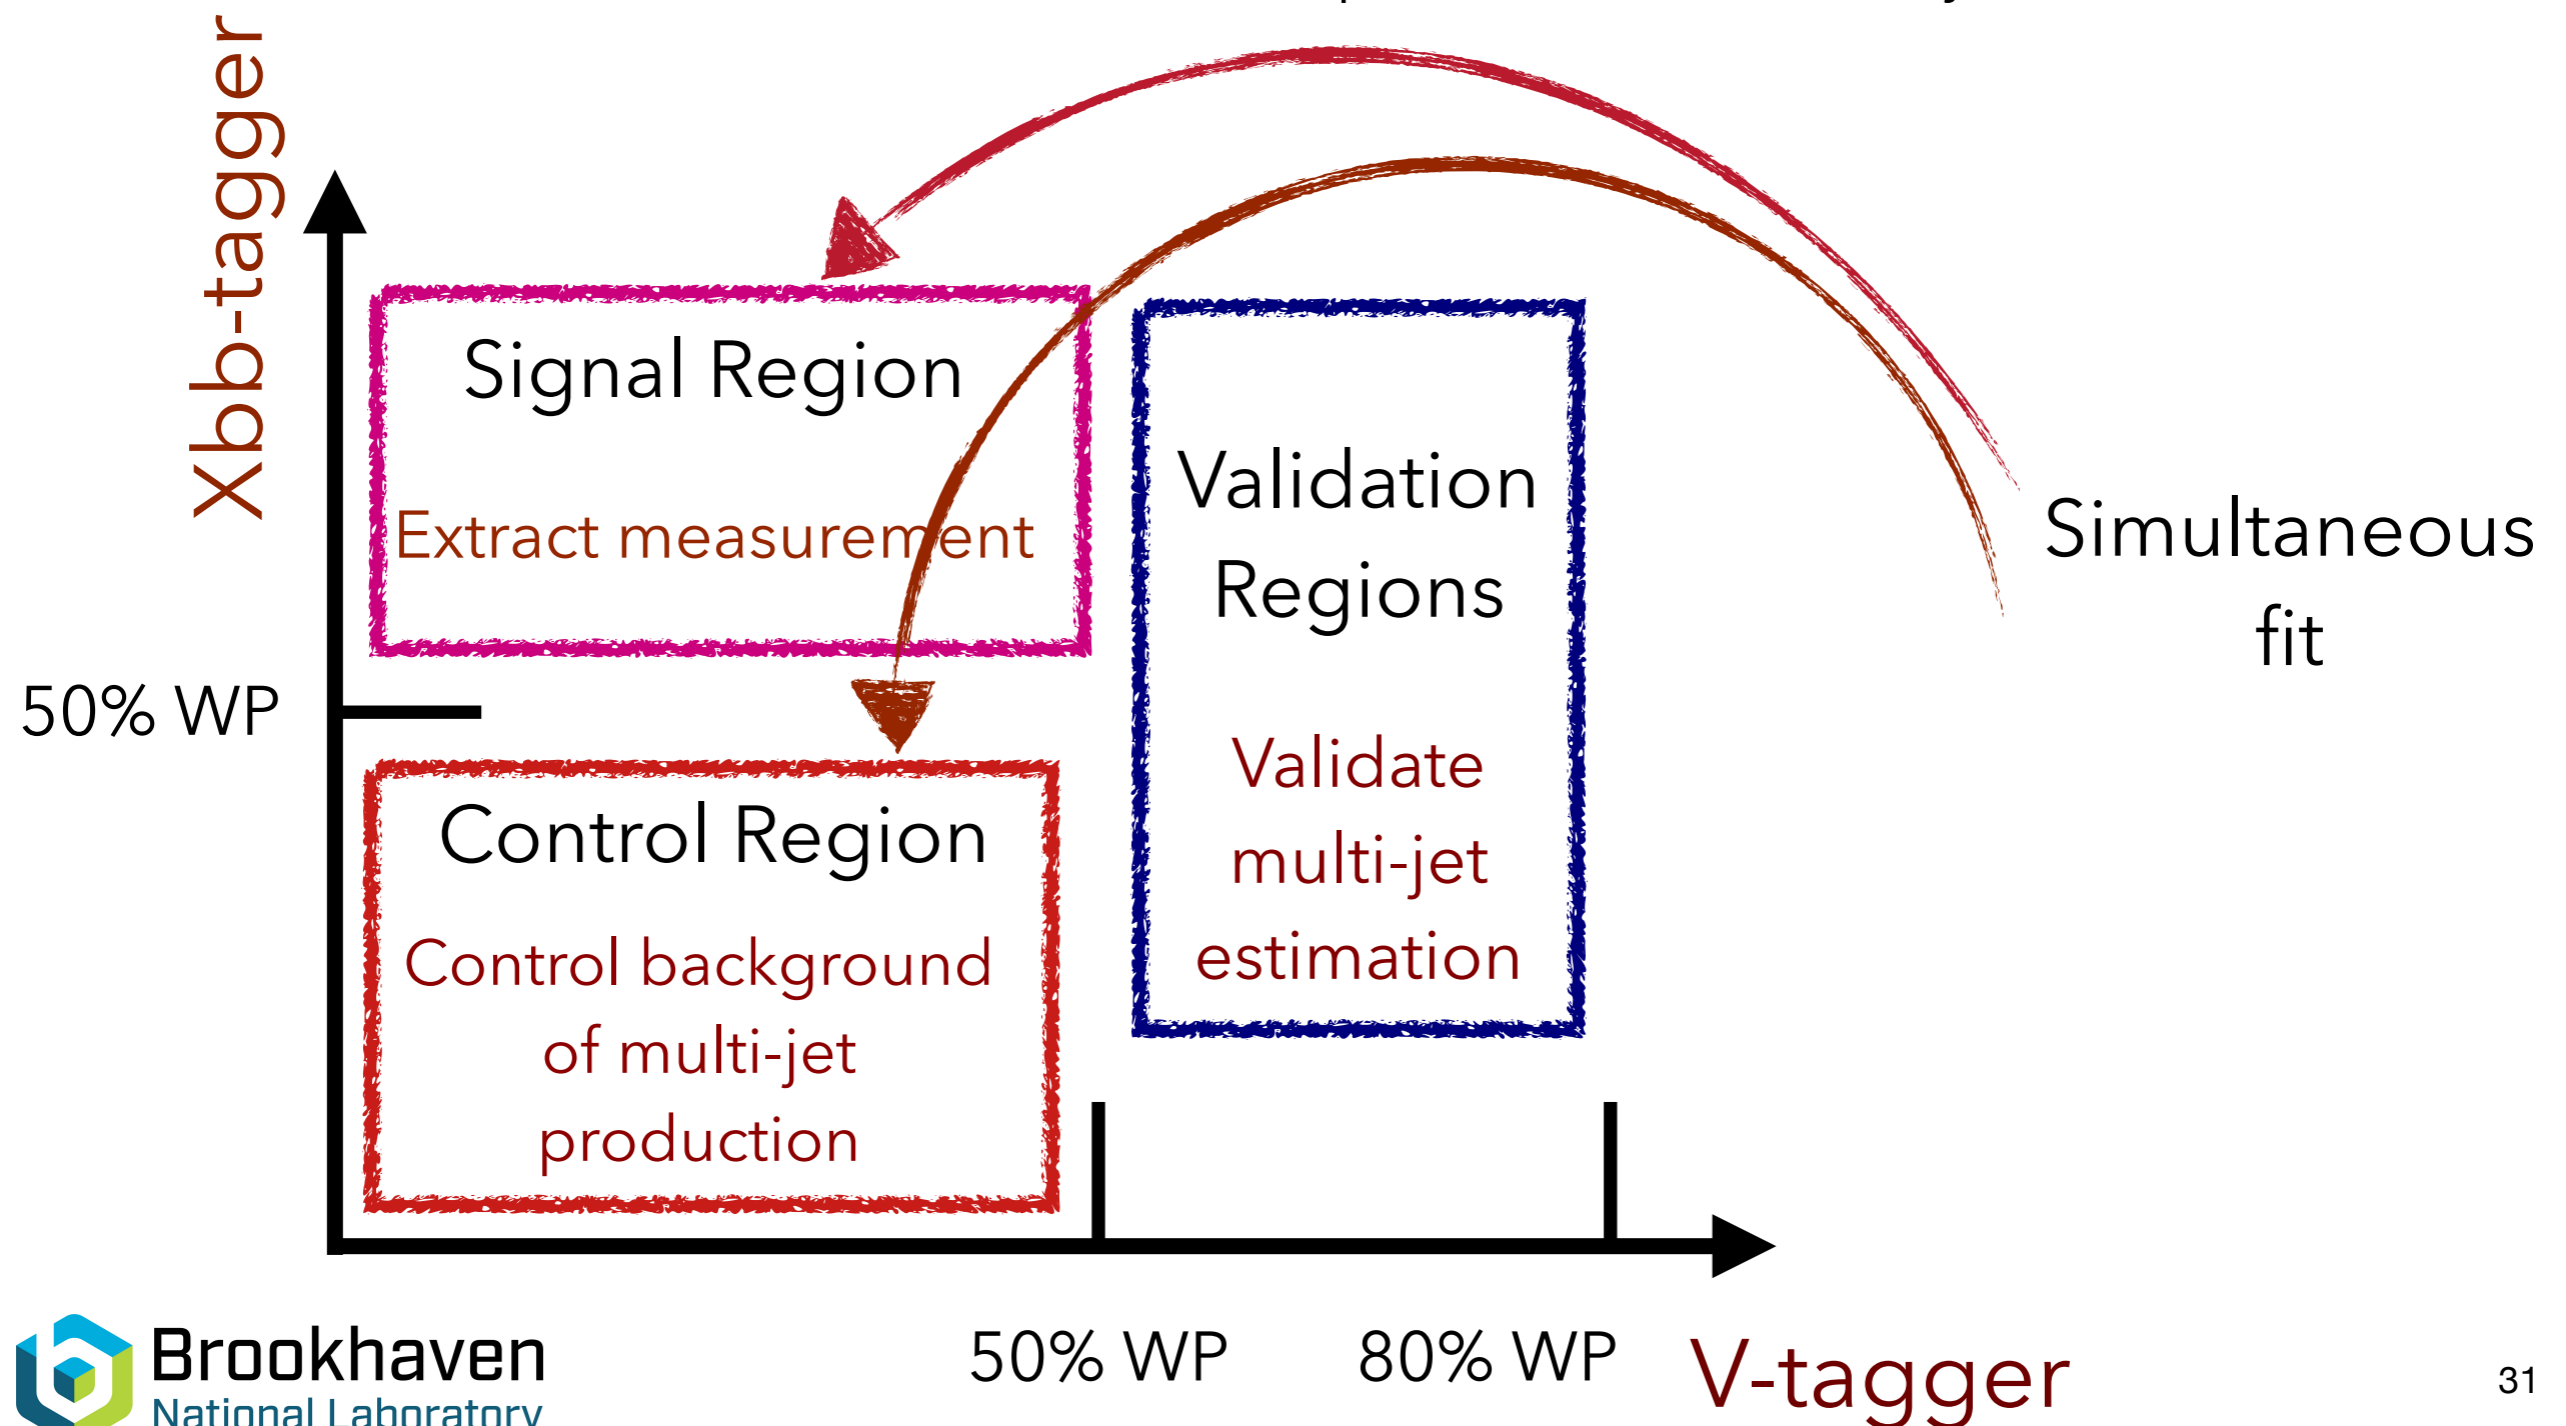 Xbb-tagger
Signal Region
Extract measurement
Validation
Regions
Validate
multi-jet
estimation
Simultaneous
fit
50% WP
Control Region
Control background
of multi-jet
production
50% WP
80% WP
V-tagger
Brookhaven
National Laboratory
31